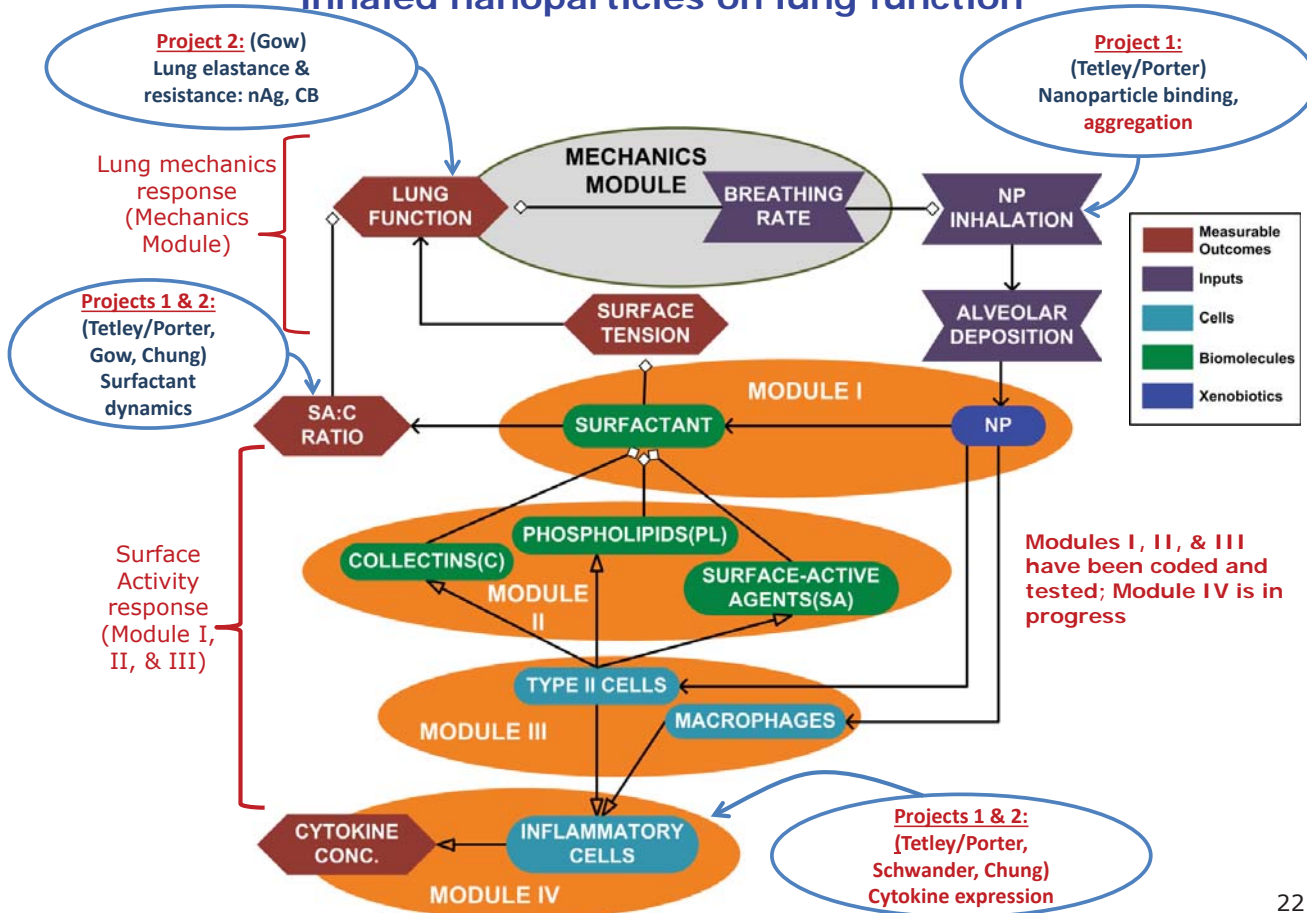 inhaled nanoparticles on lung function
Project 2: (Gow)
Lung elastance &
resistance: nAg, CB
Project 1:
(Tetley/Porter)
Nanoparticle binding,
aggregation
Lung mechanics
response
(Mechanics
Module)
MECHANICS
MODULE
LUNG
FUNCTION
BREATHING
RATE
NP
INHALATION
Measurable
Outcomes
Inputs
Cells
Biomolecules
Xenobiotics
Projects 1 & 2:
(Tetley/Porter,
Gow, Chung)
Surfactant
dynamics
SURFACE
TENSION
ALVEOLAR
DEPOSITION
MODULE I
SA:C
RATIO
SURFACTANT
NP
Surface
Activity
response
(Module I,
II, & III)
PHOSPHOLIPIDS(PL)
COLLECTINS(C)
SURFACE-ACTIVE
AGENTS(SA)
MODULE
II
Modules I, II, & III
have been coded and
tested; Module IV is in
progress
TYPE II CELLS
MACROPHAGES
MODULE III
CYTOKINE
CONC.
INFLAMMATORY
CELLS
MODULE IV
Projects 1 & 2:
(Tetley/Porter,
Schwander, Chung)
Cytokine expression
22